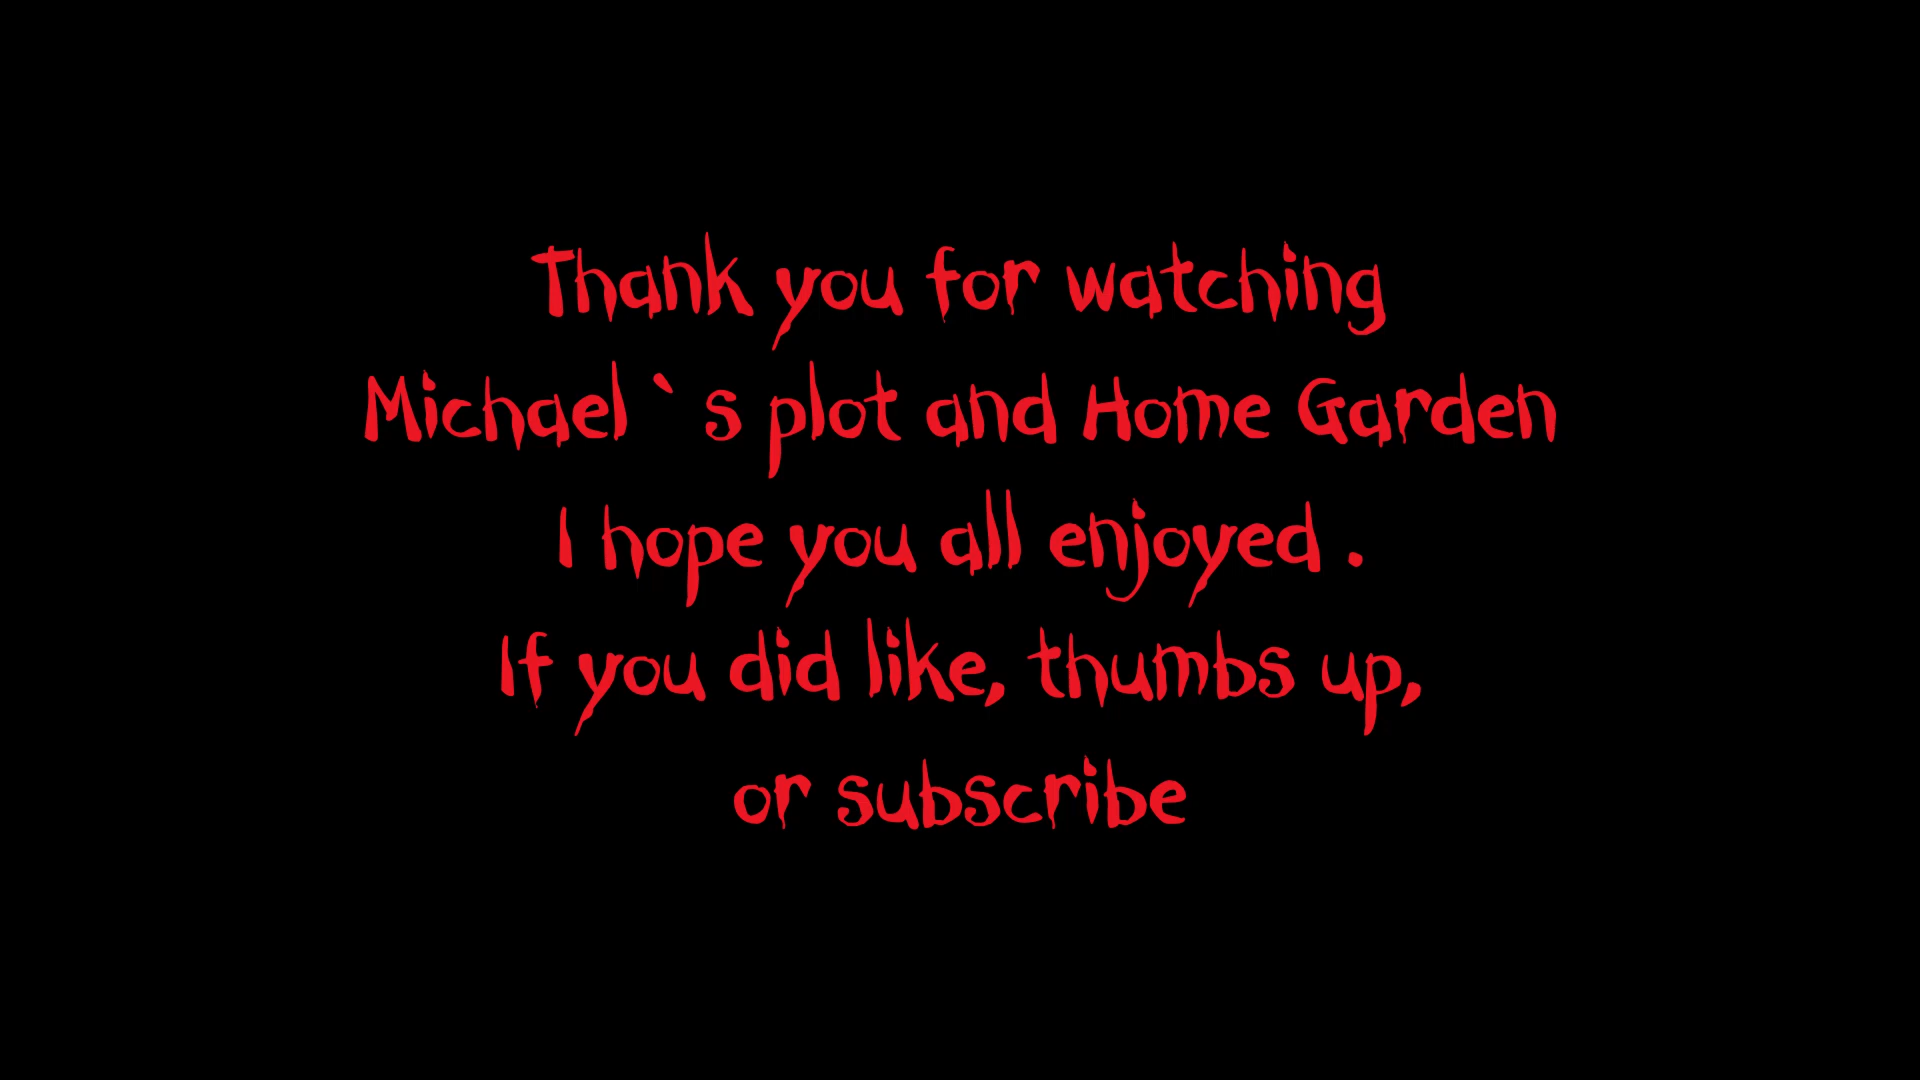 Thank you for watching
Michael ` s plot and Home Garden
I hope you all enjoyed .
If you did like, thumbs up,
or subscribe